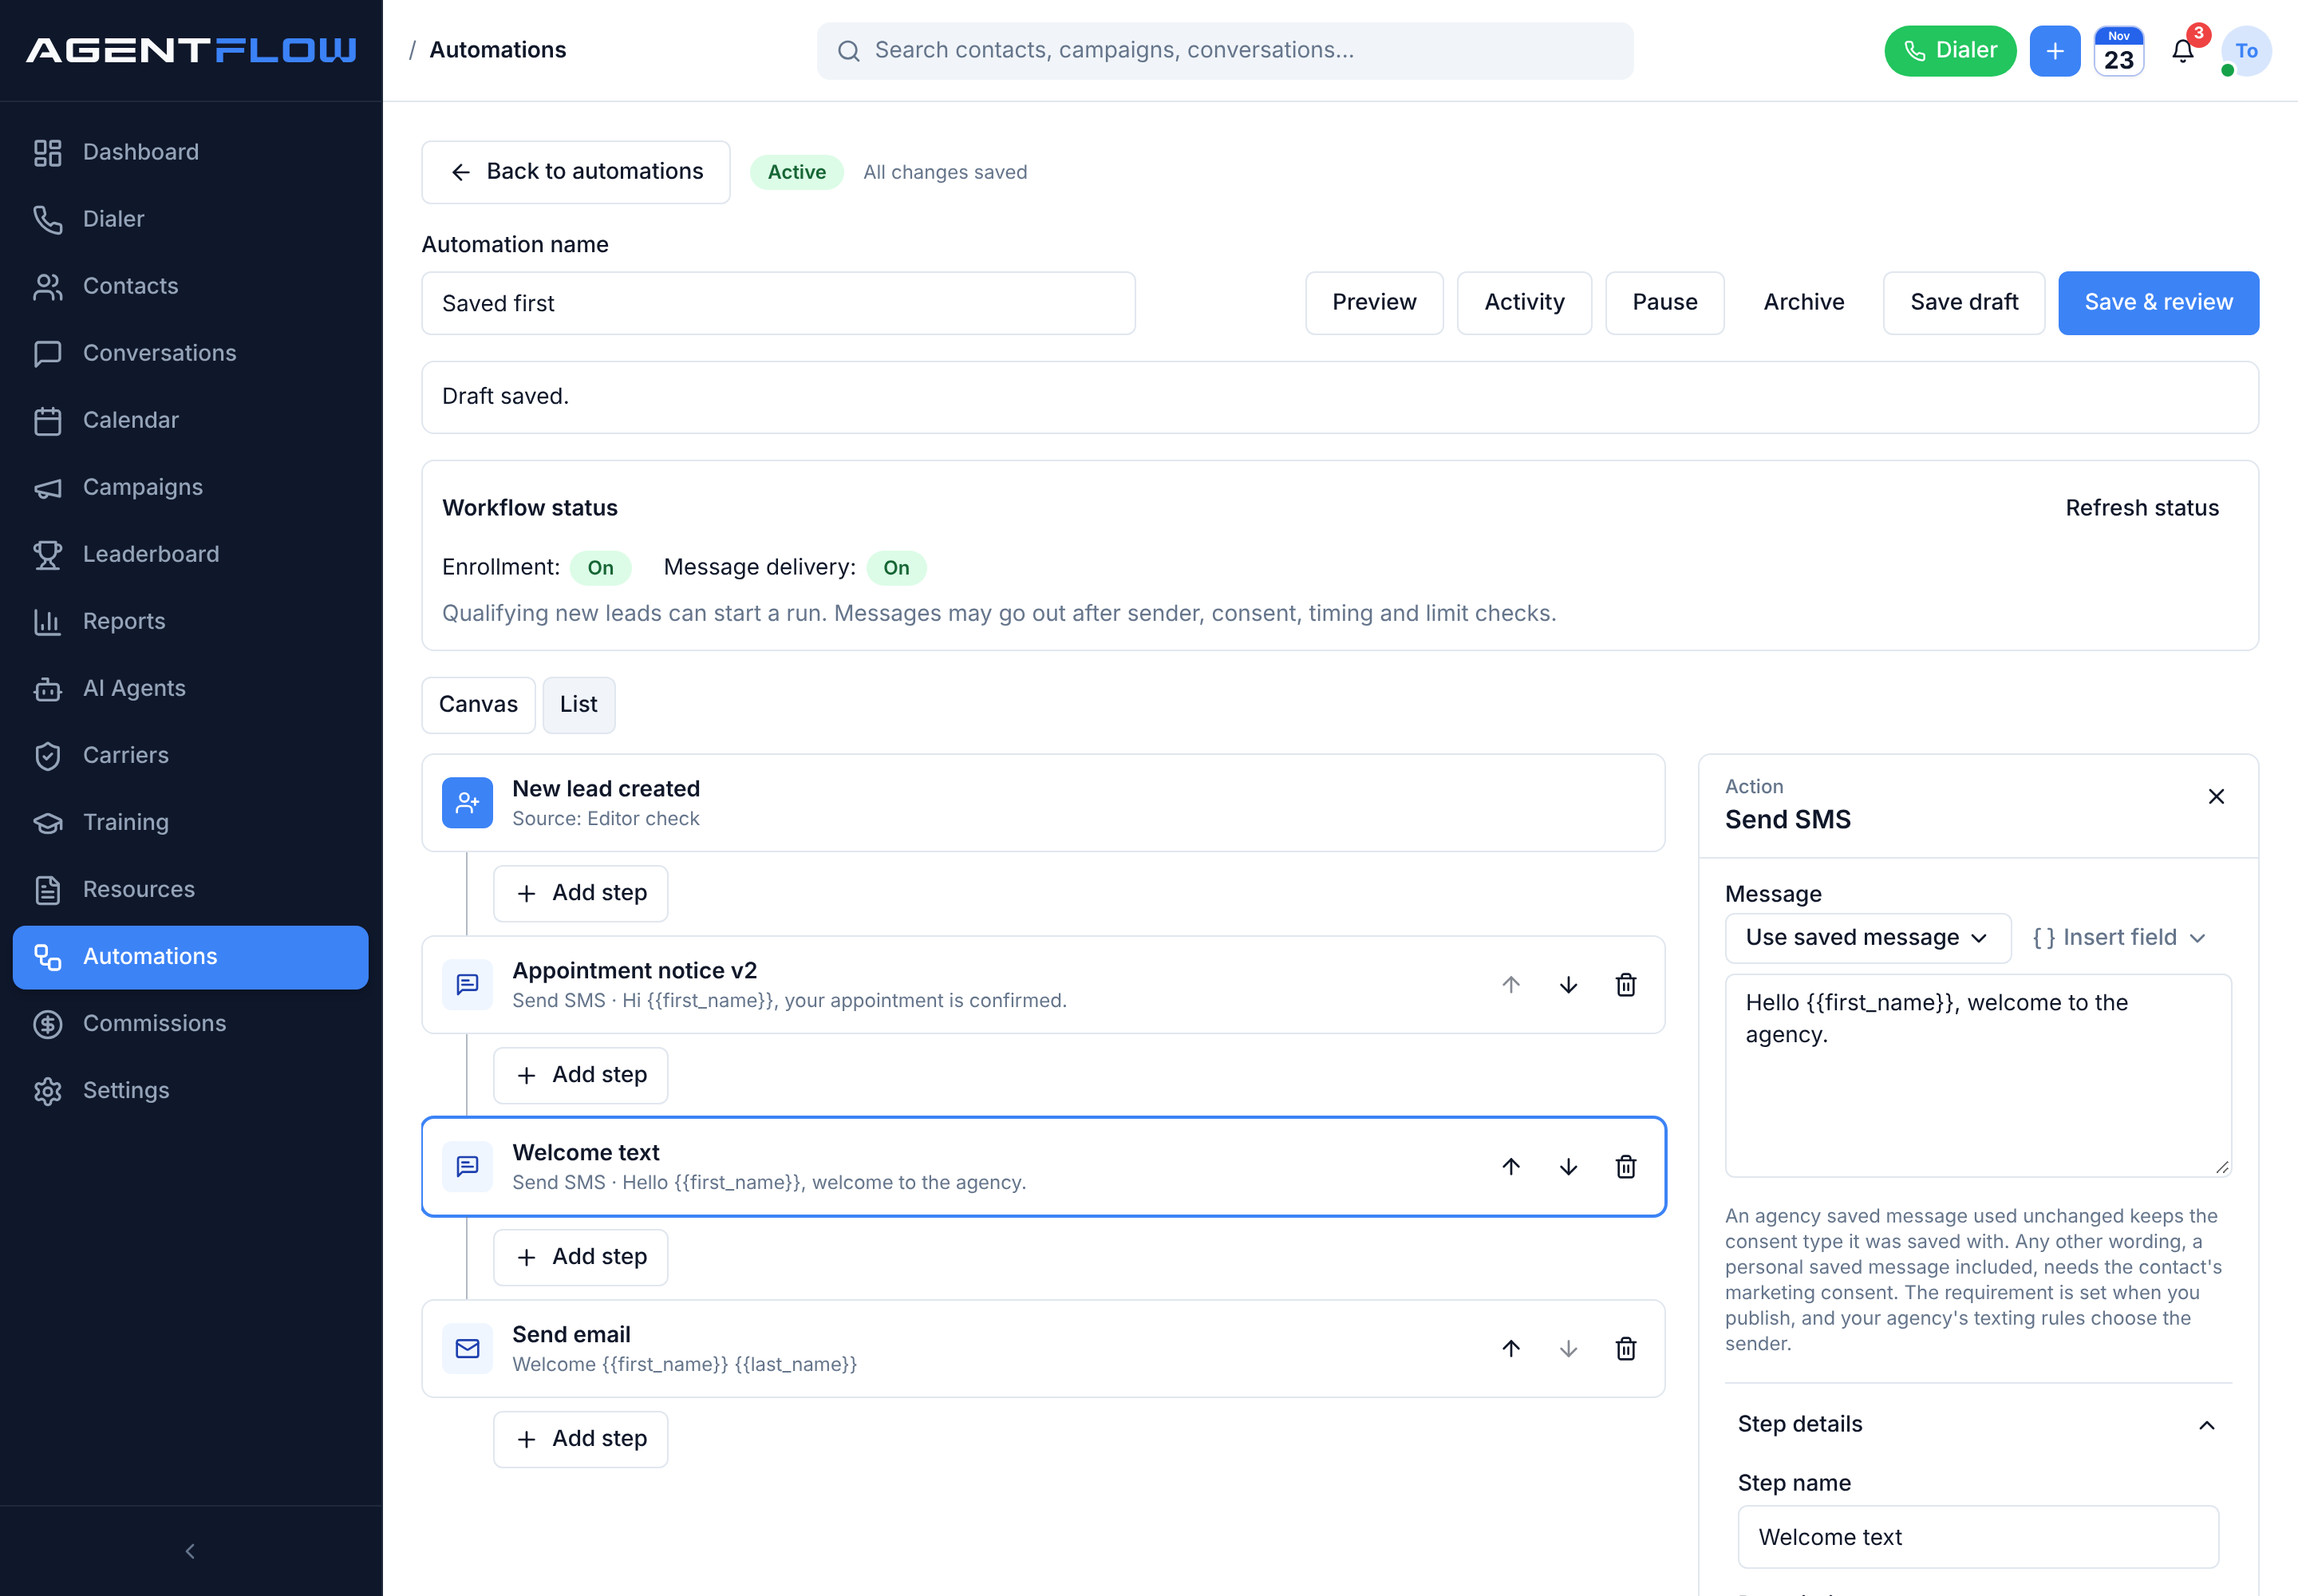 AGENTFLOW
/ Automations
Search contacts, campaigns, conversations...
Dialer
Nov
23
3
To
Dashboard
Dialer
Contacts
Conversations
Calendar
Campaigns
Leaderboard
Reports
AI Agents
Carriers
Training
Resources
Automations
Commissions
Settings
Back to automations
Active
All changes saved
Automation name
Saved first
Preview
Activity
Pause
Archive
Save draft
Save & review
Draft saved.
Workflow status
Refresh status
Enrollment: On
Message delivery: On
Qualifying new leads can start a run. Messages may go out after sender, consent, timing and limit checks.
Canvas
List
New lead created
Source: Editor check
Add step
Appointment notice v2
Send SMS · Hi {{first_name}}, your appointment is confirmed.
Add step
Welcome text
Send SMS · Hello {{first_name}}, welcome to the agency.
Add step
Send email
Welcome {{first_name}} {{last_name}}
Add step
Action
Send SMS
Message
Use saved message
{ } Insert field
Hello {{first_name}}, welcome to the
agency.
An agency saved message used unchanged keeps the
consent type it was saved with. Any other wording, a
personal saved message included, needs the contact's
marketing consent. The requirement is set when you
publish, and your agency's texting rules choose the
sender.
Step details
Step name
Welcome text